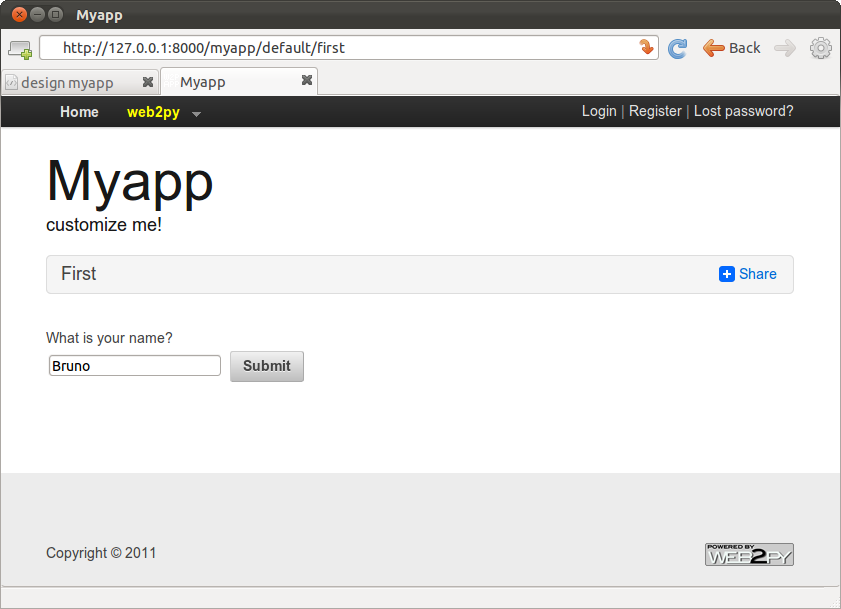 Myapp
http://127.0.0.1:8000/myapp/default/first
Back
design myapp
Myapp
Home web2py Login | Register | Lost password?
Myapp
customize me!
First Share
What is your name?
Bruno Submit
Copyright © 2011
POWERED BY
WEB2PY